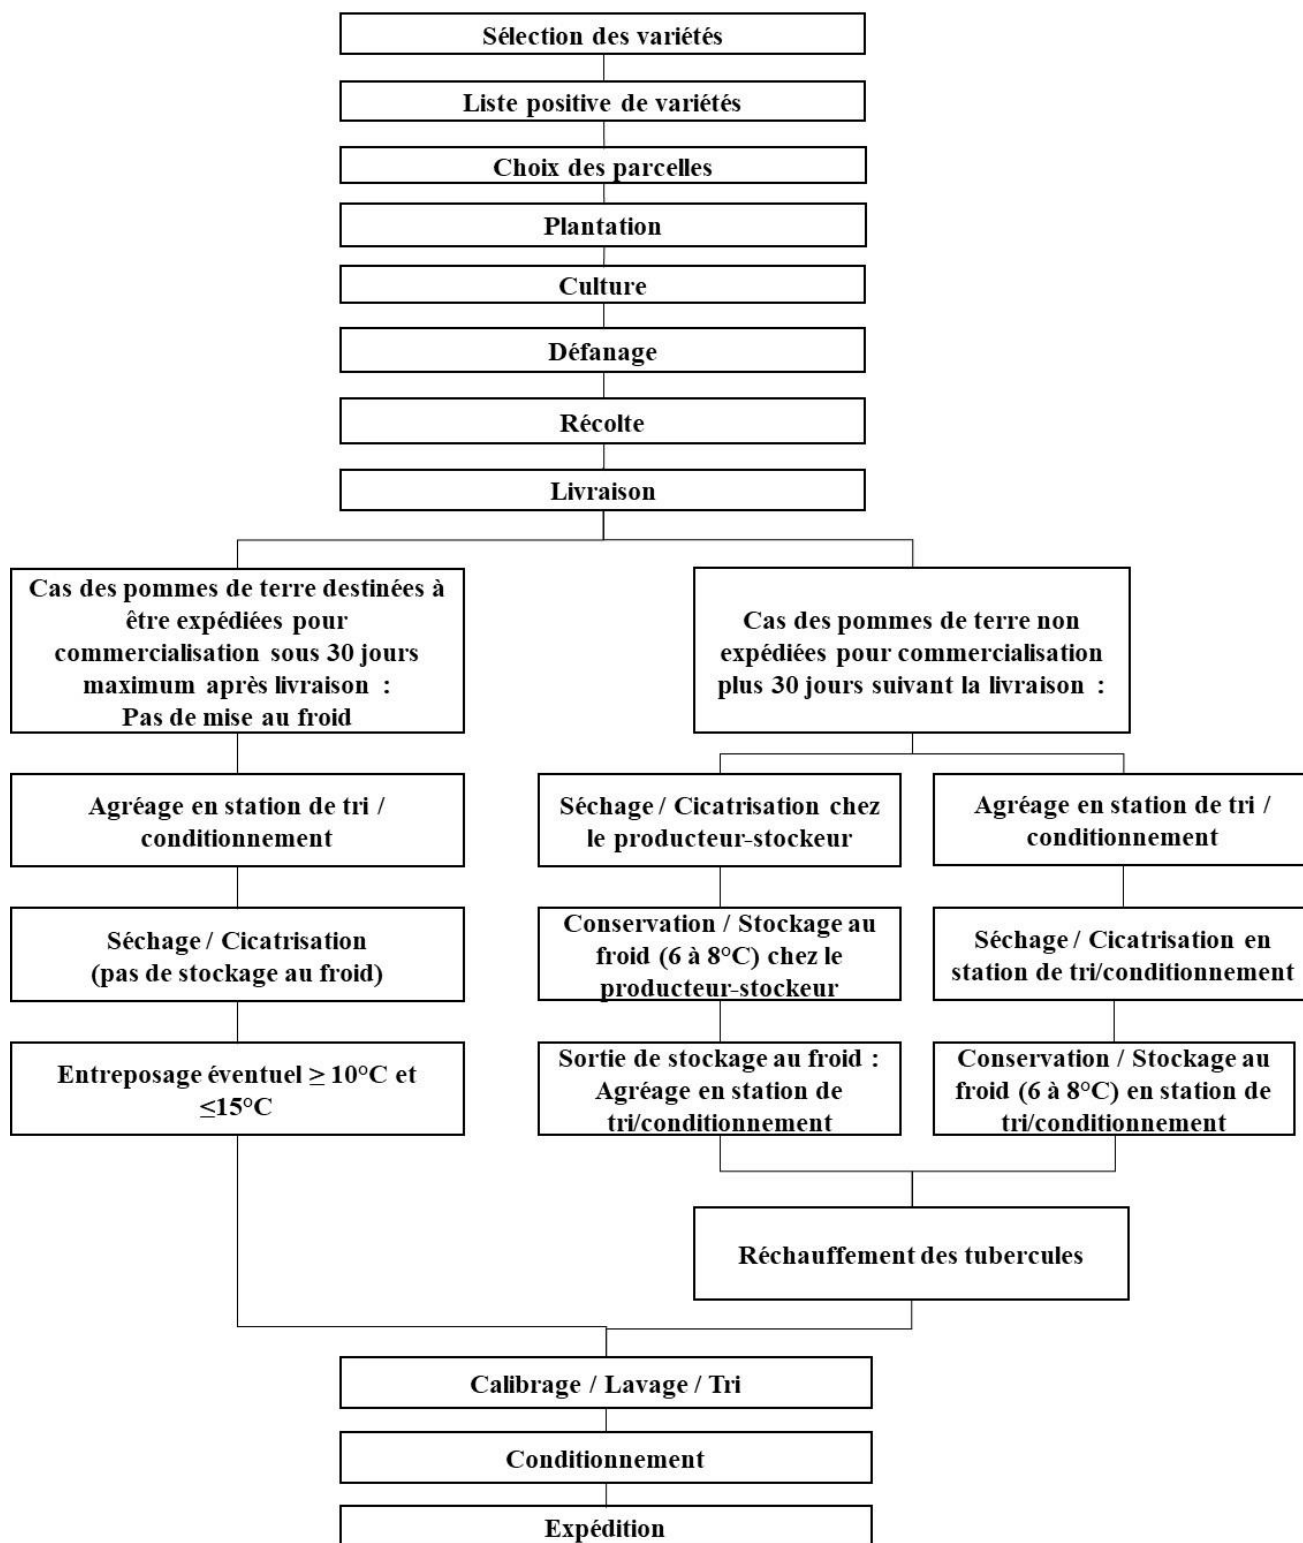 Sélection des variétés
Liste positive de variétés
Choix des parcelles
Plantation
Culture
Défanage
Récolte
Livraison
Cas des pommes de terre destinées à
être expédiées pour
commercialisation sous 30 jours
maximum après livraison :
Pas de mise au froid
Cas des pommes de terre non
expédiées pour commercialisation
plus 30 jours suivant la livraison :
Agréage en station de tri /
conditionnement
Séchage / Cicatrisation chez
le producteur-stockeur
Agréage en station de tri /
conditionnement
Séchage / Cicatrisation
(pas de stockage au froid)
Conservation / Stockage au
froid (6 à 8°C) chez le
producteur-stockeur
Séchage / Cicatrisation en
station de tri/conditionnement
Entreposage éventuel ≥ 10°C et
≤15°C
Sortie de stockage au froid :
Agréage en station de
tri/conditionnement
Conservation / Stockage au
froid (6 à 8°C) en station de
tri/conditionnement
Réchauffement des tubercules
Calibrage / Lavage / Tri
Conditionnement
Expédition